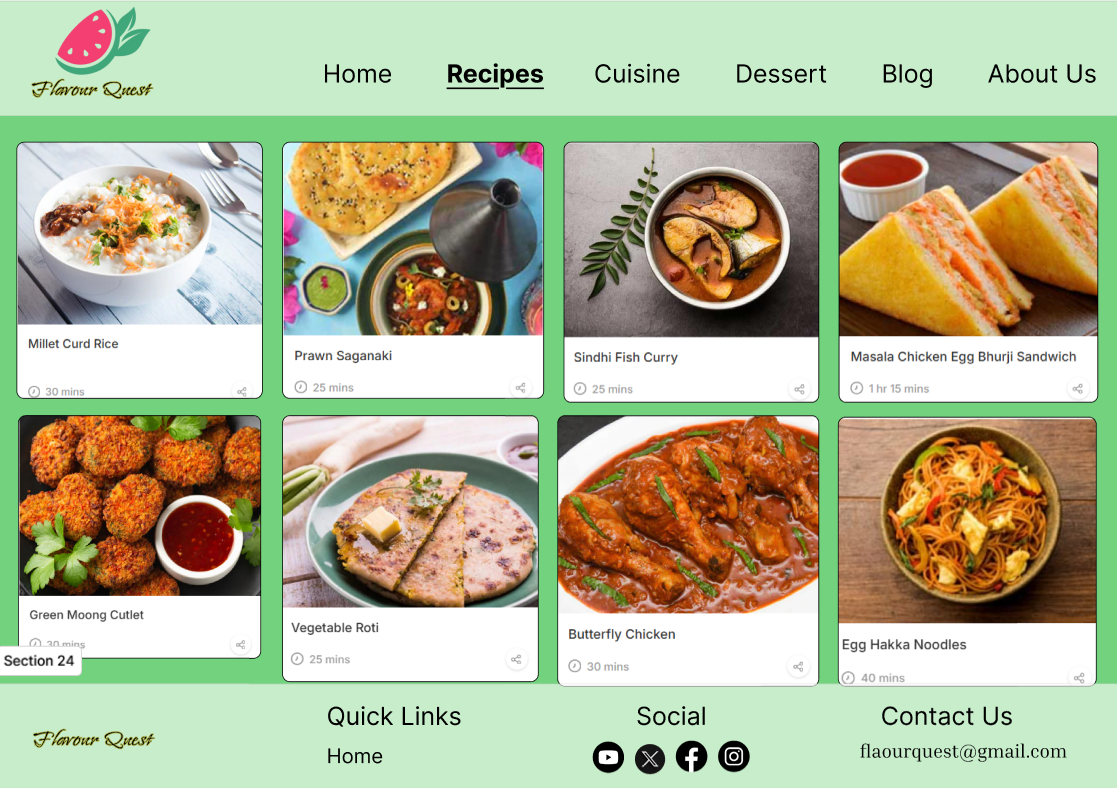 Flavour Quest
Home Recipes Cuisine Dessert Blog About Us
Millet Curd Rice
30 mins
Prawn Saganaki
25 mins
Sindhi Fish Curry
25 mins
Masala Chicken Egg Bhurji Sandwich
1 hr 15 mins
Green Moong Cutlet
30 mins
Vegetable Roti
25 mins
Butterfly Chicken
30 mins
Egg Hakka Noodles
40 mins
Section 24
Flavour Quest
Quick Links
Home
Social
Contact Us
flaourquest@gmail.com